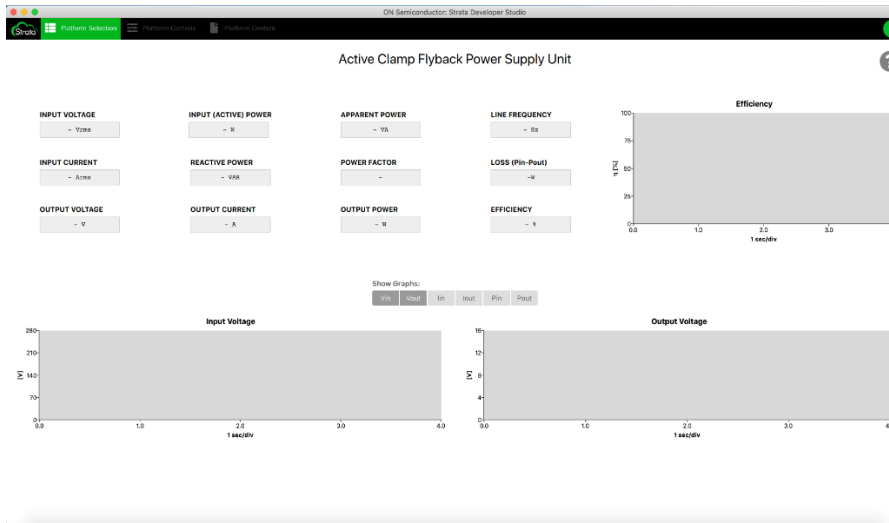 ON Semiconductor: Strata Developer Studio
Strata Platform Selection Platform Controls Platform Content
Active Clamp Flyback Power Supply Unit
?
INPUT VOLTAGE INPUT (ACTIVE) POWER APPARENT POWER LINE FREQUENCY
- Vrms - W - VA - Hz
INPUT CURRENT REACTIVE POWER POWER FACTOR LOSS (Pin-Pout)
- Arms - VAR - -W
OUTPUT VOLTAGE OUTPUT CURRENT OUTPUT POWER EFFICIENCY
- V - A - W - %
Efficiency
η [%]
100
75
50
25
0
0.0 1.0 2.0 3.0
1 sec/div
Show Graphs:
Vin Vout Iin Iout Pin Pout
Input Voltage
[V]
280
210
140
70
0
0.0 1.0 2.0 3.0 4.0
1 sec/div
Output Voltage
[V]
16
12
8
4
0
0.0 1.0 2.0 3.0 4
1 sec/div